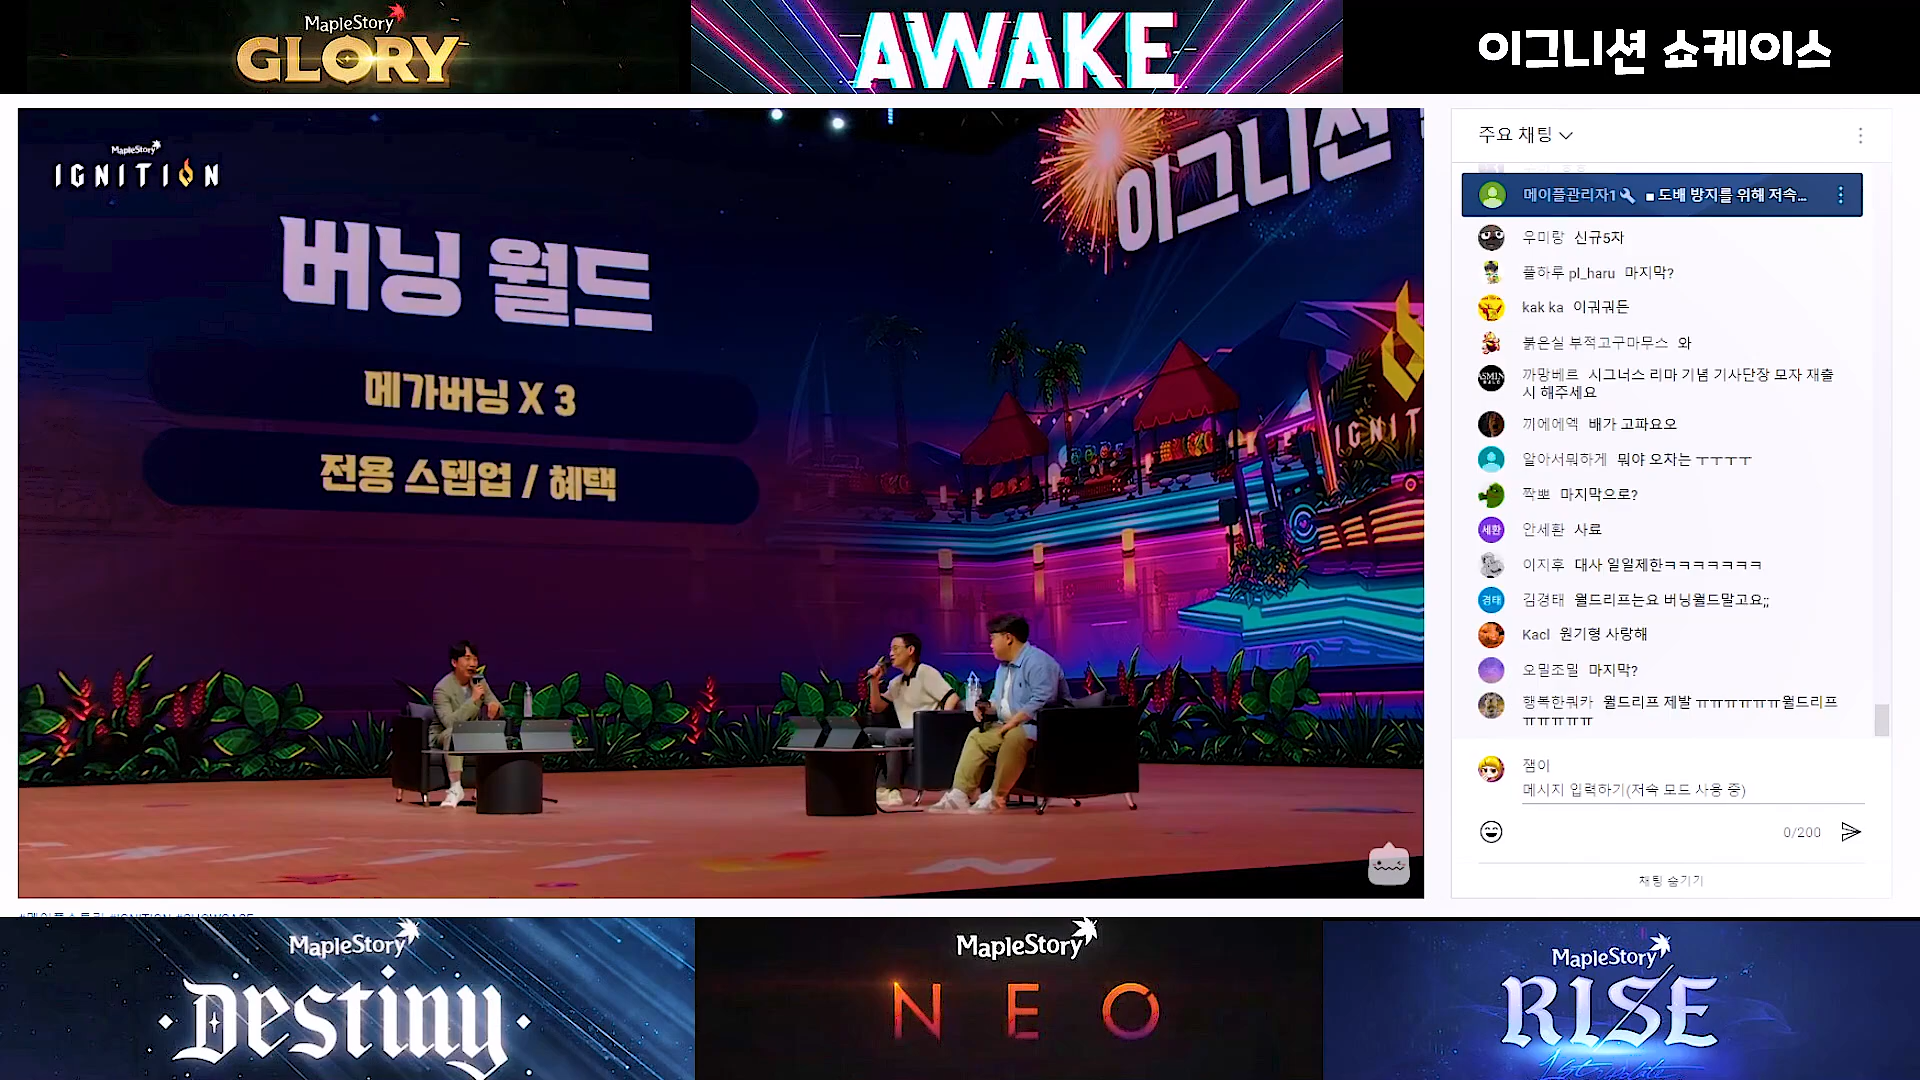 MapleStory
GLORY
AWAKE
이그니션 쇼케이스
MapleStory
IGNITION
이그니션
버닝 월드
메가버닝 X 3
전용 스텝업 / 혜택
IGNIT
주요 채팅
메이플관리자1 ■ 도배 방지를 위해 저속...
우미랑 신규5자
플하루 pl_haru 마지막?
kak ka 이궈궈든
붉은실 부적고구마무스 와
까망베르 시그너스 리마 기념 기사단장 모자 재출
시 해주세요
끼에에엑 배가 고파요오
알아서뭐하게 뭐야 오차는 ㅜㅜㅜㅜ
짝뽀 마지막으로?
세환 안세환 사료
이지후 대사 일일제한ㅋㅋㅋㅋㅋㅋㅋ
경태 김경태 월드리프는요 버닝월드말고요;;
Kacl 원기형 사랑해
오밀조밀 마지막?
행복한쿼카 월드리프 제발 ㅠㅠㅠㅠㅠㅠ월드리프
ㅠㅠㅠㅠㅠ
잼이
메시지 입력하기(저속 모드 사용 중)
0/200
채팅 숨기기
MapleStory
DESTINY
MapleStory
NEO
MapleStory
RISE
1st update